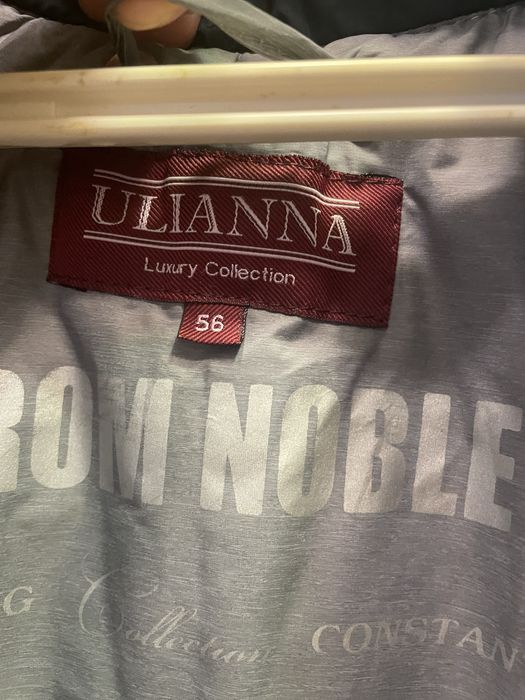 ULIANNA
Luxury Collection
56
ROM NOBLE
G Collection CONSTAN